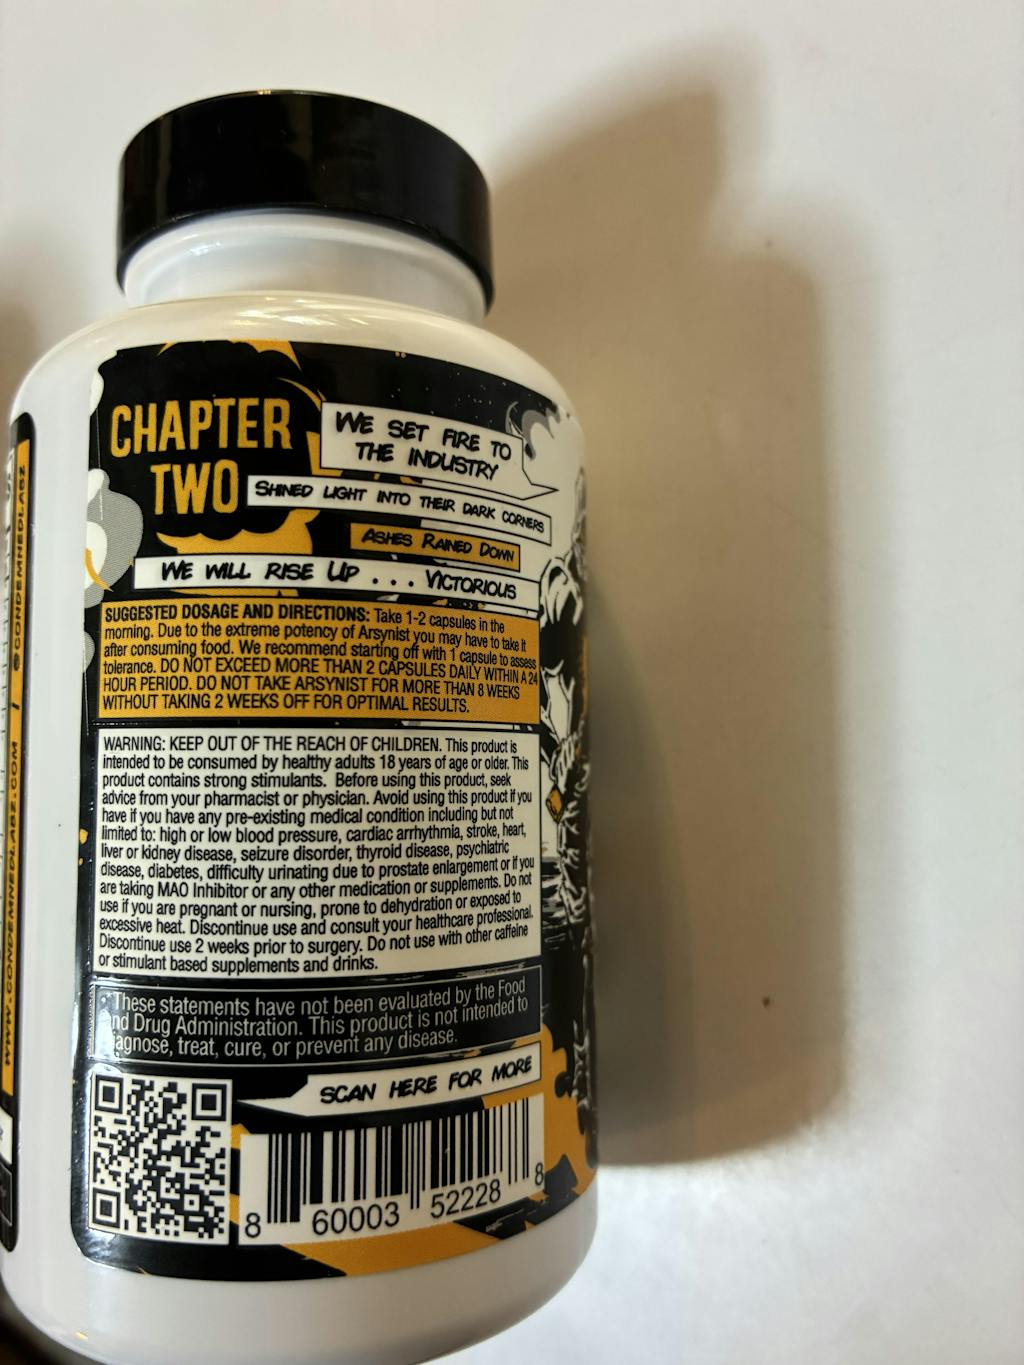 CHAPTER
TWO
WE SET FIRE TO
THE INDUSTRY
SHINED LIGHT INTO THEIR DARK CORNERS
ASHES RAINED DOWN
WE WILL RISE UP . . . VICTORIOUS
SUGGESTED DOSAGE AND DIRECTIONS: Take 1-2 capsules in the
morning. Due to the extreme potency of Arsynist you may have to take it
after consuming food. We recommend starting off with 1 capsule to assess
tolerance. DO NOT EXCEED MORE THAN 2 CAPSULES DAILY WITHIN A 24
HOUR PERIOD. DO NOT TAKE ARSYNIST FOR MORE THAN 8 WEEKS
WITHOUT TAKING 2 WEEKS OFF FOR OPTIMAL RESULTS.
WARNING: KEEP OUT OF THE REACH OF CHILDREN. This product is
intended to be consumed by healthy adults 18 years of age or older. This
product contains strong stimulants. Before using this product, seek
advice from your pharmacist or physician. Avoid using this product if you
have if you have any pre-existing medical condition including but not
limited to: high or low blood pressure, cardiac arrhythmia, stroke, heart,
liver or kidney disease, seizure disorder, thyroid disease, psychiatric
disease, diabetes, difficulty urinating due to prostate enlargement or if you
are taking MAO Inhibitor or any other medication or supplements. Do not
use if you are pregnant or nursing, prone to dehydration or exposed to
excessive heat. Discontinue use and consult your healthcare professional.
Discontinue use 2 weeks prior to surgery. Do not use with other caffeine
or stimulant based supplements and drinks.
These statements have not been evaluated by the Food
nd Drug Administration. This product is not intended to
agnose, treat, cure, or prevent any disease.
SCAN HERE FOR MORE
8 60003 52228 8
WWW.CONDEMNEDLABZ.COM / @CONDEMNEDLABZ